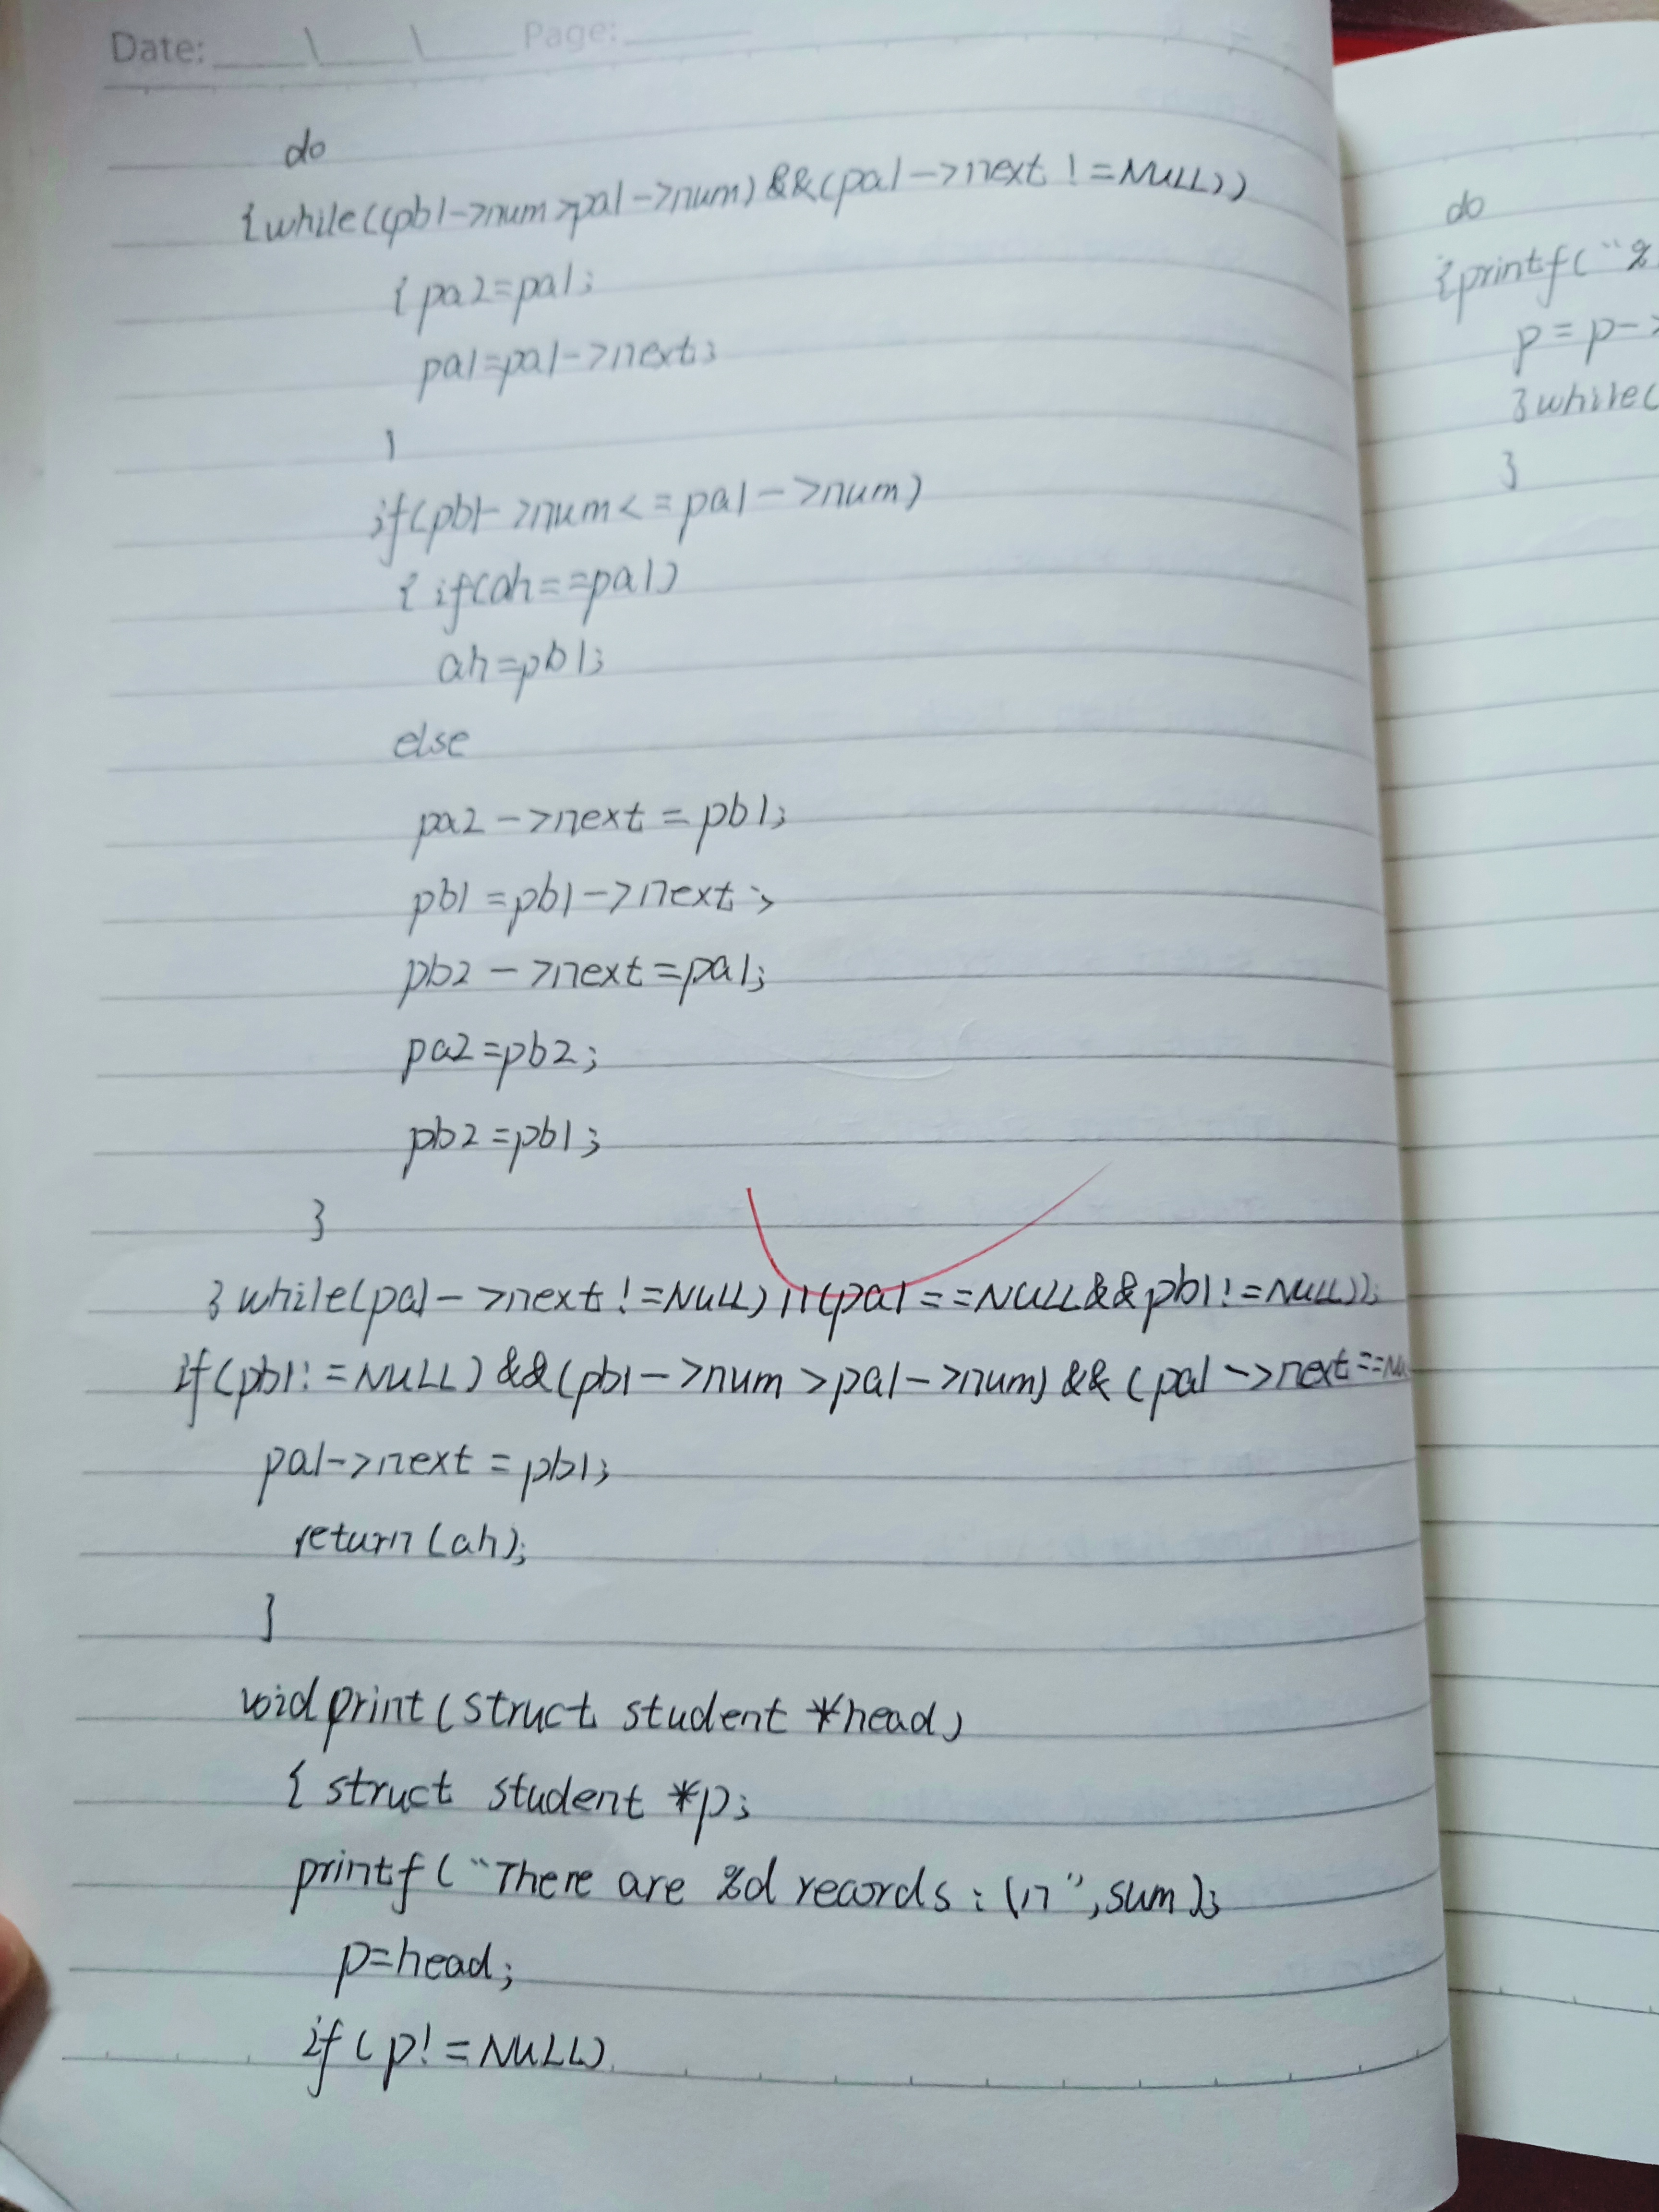 Date: Page:
do
{while((pb1->num>pa1->num)&&(pa1->next!=NULL))
{pa2=pa1;
pa1=pa1->next;
}
if(pb1->num<=pa1->num)
{if(ah==pa1)
ah=pb1;
else
pa2->next=pb1;
pb1=pb1->next;
pb2->next=pa1;
pa2=pb2;
pb2=pb1;
}
}while(pa1->next!=NULL)||(pa1==NULL&&pb1!=NULL));
if(pb1!=NULL)&&(pb1->num>pa1->num)&&(pa1->next==NU
pa1->next=pb1;
return(ah);
}
void print(struct student *head)
{struct student *p;
printf("There are %d records:\n",sum);
p=head;
if(p!=NULL)
do
{printf("%
p=p->
}while(
}